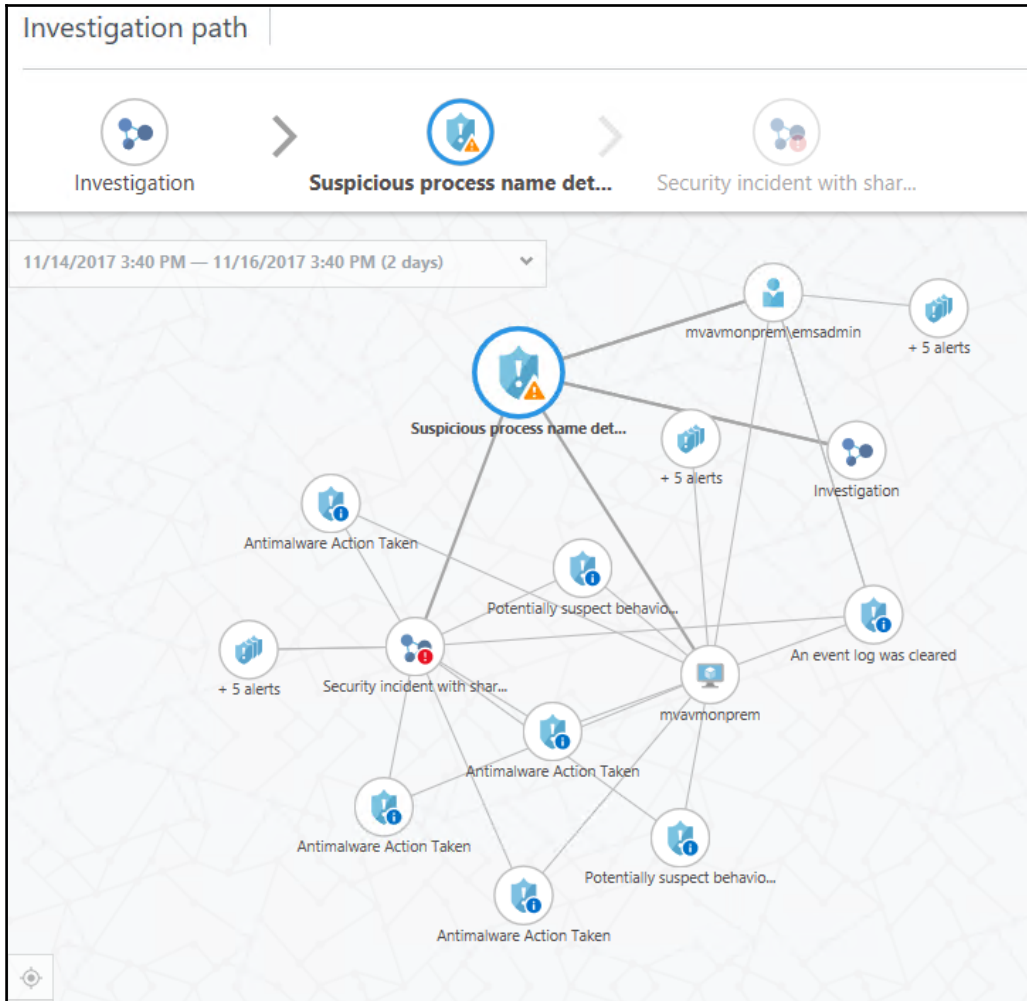 Investigation path
Investigation
Suspicious process name det...
Security incident with shar...
11/14/2017 3:40 PM — 11/16/2017 3:40 PM (2 days)
mvavmonprem\emsadmin
+ 5 alerts
Suspicious process name det...
+ 5 alerts
Investigation
Antimalware Action Taken
Potentially suspect behavio...
An event log was cleared
+ 5 alerts
Security incident with shar...
mvavmonprem
Antimalware Action Taken
Antimalware Action Taken
Potentially suspect behavio...
Antimalware Action Taken